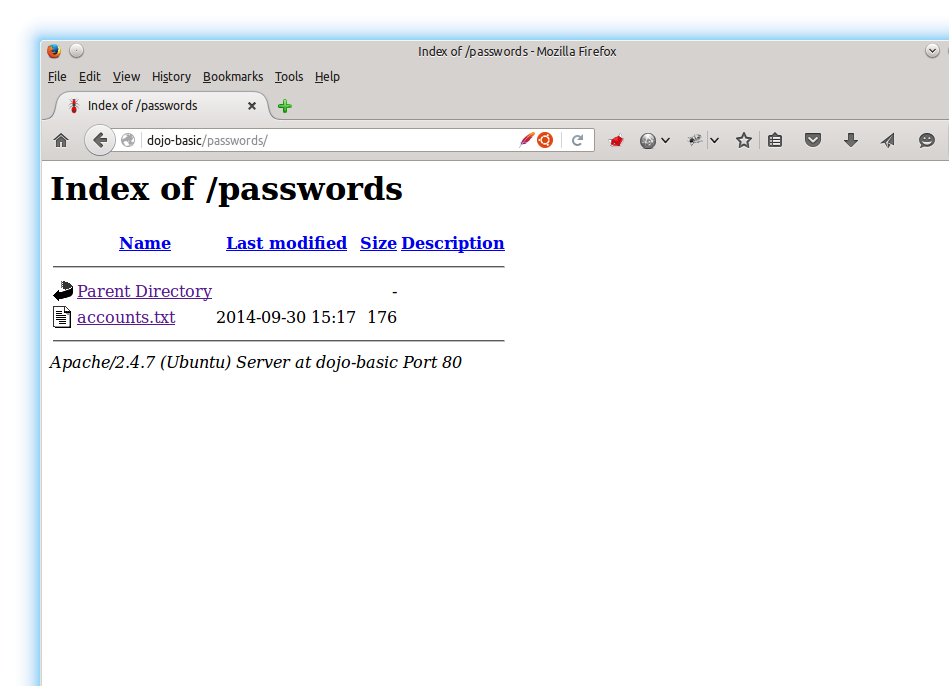 Index of /passwords - Mozilla Firefox
File Edit View History Bookmarks Tools Help
Index of /passwords
dojo-basic/passwords/
Index of /passwords
Name Last modified Size Description
Parent Directory -
accounts.txt 2014-09-30 15:17 176
Apache/2.4.7 (Ubuntu) Server at dojo-basic Port 80